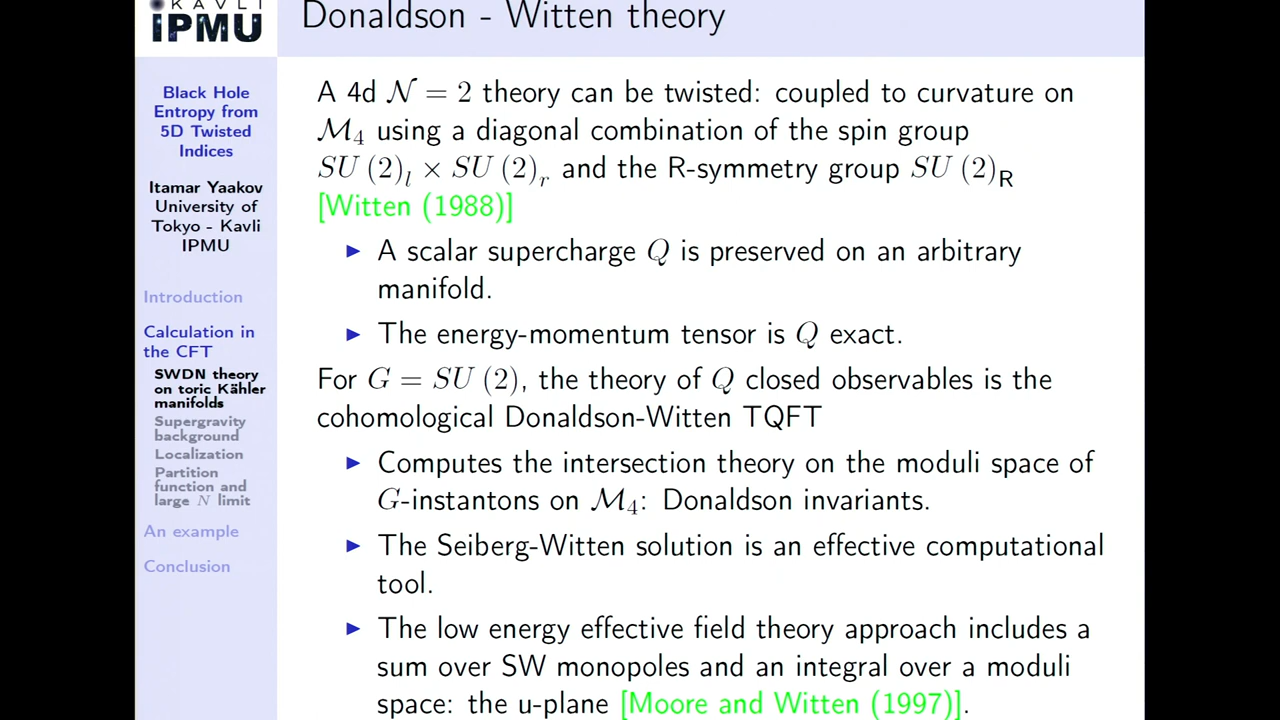 KAVLI
IPMU
Donaldson - Witten theory
Black Hole
Entropy from
5D Twisted
Indices
Itamar Yaakov
University of
Tokyo - Kavli
IPMU
Introduction
Calculation in
the CFT
SWDN theory
on toric Kähler
manifolds
Supergravity
background
Localization
Partition
function and
large N limit
An example
Conclusion
A 4d 𝒩 = 2 theory can be twisted: coupled to curvature on
ℳ₄ using a diagonal combination of the spin group
SU (2)ₗ × SU (2)ᵣ and the R-symmetry group SU (2)_R
[Witten (1988)]
▶ A scalar supercharge Q is preserved on an arbitrary
manifold.
▶ The energy-momentum tensor is Q exact.
For G = SU (2), the theory of Q closed observables is the
cohomological Donaldson-Witten TQFT
▶ Computes the intersection theory on the moduli space of
G-instantons on ℳ₄: Donaldson invariants.
▶ The Seiberg-Witten solution is an effective computational
tool.
▶ The low energy effective field theory approach includes a
sum over SW monopoles and an integral over a moduli
space: the u-plane [Moore and Witten (1997)].